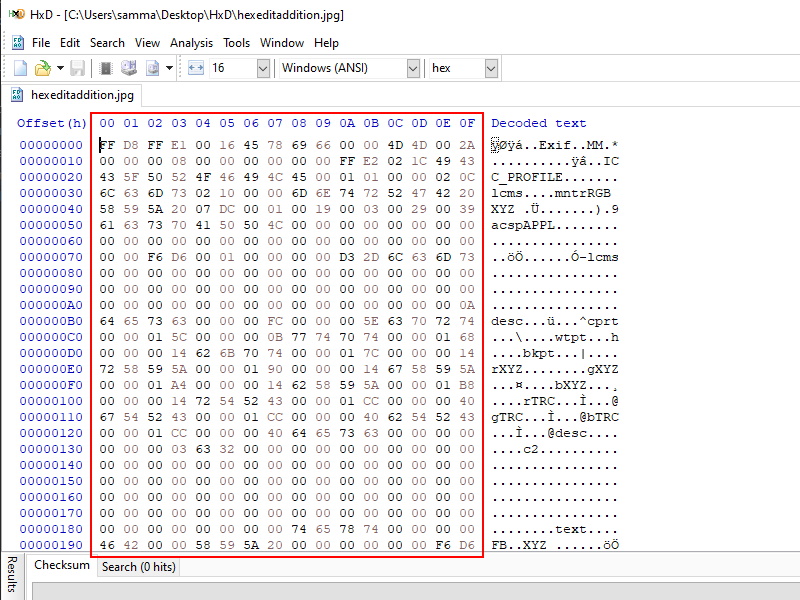 HxD - [C:\Users\samma\Desktop\HxD\hexeditaddition.jpg]
File Edit Search View Analysis Tools Window Help
16 Windows (ANSI) hex
hexeditaddition.jpg
Offset(h) 00 01 02 03 04 05 06 07 08 09 0A 0B 0C 0D 0E 0F Decoded text
00000000 FF D8 FF E1 00 16 45 78 69 66 00 00 4D 4D 00 2A ÿØÿá..Exif..MM.*
00000010 00 00 00 08 00 00 00 00 00 00 FF E2 02 1C 49 43 ..........ÿâ..IC
00000020 43 5F 50 52 4F 46 49 4C 45 00 01 01 00 00 02 0C C_PROFILE.......
00000030 6C 63 6D 73 02 10 00 00 6D 6E 74 72 52 47 42 20 lcms....mntrRGB
00000040 58 59 5A 20 07 DC 00 01 00 19 00 03 00 29 00 39 XYZ .Ü.......).9
00000050 61 63 73 70 41 50 50 4C 00 00 00 00 00 00 00 00 acspAPPL........
00000060 00 00 00 00 00 00 00 00 00 00 00 00 00 00 00 00 ................
00000070 00 00 F6 D6 00 01 00 00 00 00 D3 2D 6C 63 6D 73 ..öÖ......Ó-lcms
00000080 00 00 00 00 00 00 00 00 00 00 00 00 00 00 00 00 ................
00000090 00 00 00 00 00 00 00 00 00 00 00 00 00 00 00 00 ................
000000A0 00 00 00 00 00 00 00 00 00 00 00 00 00 00 00 0A ................
000000B0 64 65 73 63 00 00 00 FC 00 00 00 5E 63 70 72 74 desc...ü...^cprt
000000C0 00 00 01 5C 00 00 00 0B 77 74 70 74 00 00 01 68 ...\....wtpt...h
000000D0 00 00 00 14 62 6B 70 74 00 00 01 7C 00 00 00 14 ....bkpt...|....
000000E0 72 58 59 5A 00 00 01 90 00 00 00 14 67 58 59 5A rXYZ........gXYZ
000000F0 00 00 01 A4 00 00 00 14 62 58 59 5A 00 00 01 B8 ...¤....bXYZ...¸
00000100 00 00 00 14 72 54 52 43 00 00 01 CC 00 00 00 40 ....rTRC...Ì...@
00000110 67 54 52 43 00 00 01 CC 00 00 00 40 62 54 52 43 gTRC...Ì...@bTRC
00000120 00 00 01 CC 00 00 00 40 64 65 73 63 00 00 00 00 ...Ì...@desc....
00000130 00 00 00 03 63 32 00 00 00 00 00 00 00 00 00 00 ....c2..........
00000140 00 00 00 00 00 00 00 00 00 00 00 00 00 00 00 00 ................
00000150 00 00 00 00 00 00 00 00 00 00 00 00 00 00 00 00 ................
00000160 00 00 00 00 00 00 00 00 00 00 00 00 00 00 00 00 ................
00000170 00 00 00 00 00 00 00 00 00 00 00 00 00 00 00 00 ................
00000180 00 00 00 00 00 00 00 00 74 65 78 74 00 00 00 00 ........text....
00000190 46 42 00 00 58 59 5A 20 00 00 00 00 00 00 F6 D6 FB..XYZ ......öÖ
Results
Checksum Search (0 hits)